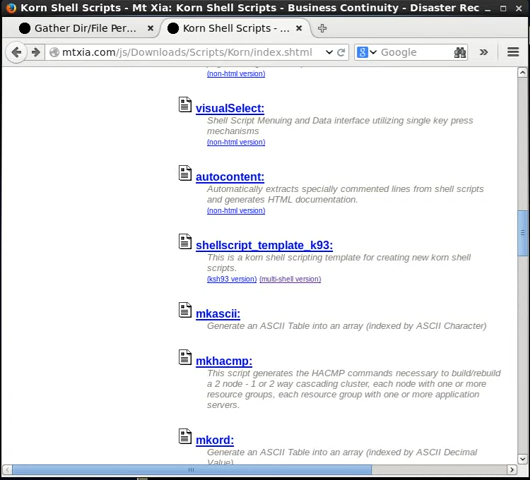 Korn Shell Scripts - Mt Xia: Korn Shell Scripts - Business Continuity - Disaster Rec
Gather Dir/File Per... Korn Shell Scripts - ...
mtxia.com/js/Downloads/Scripts/Korn/index.shtml Google
(non-html version)
visualSelect:
Shell Script Menuing and Data interface utilizing single key press
mechanisms
(non-html version)
autocontent:
Automatically extracts specially commented lines from shell scripts
and generates HTML documentation.
(non-html version)
shellscript_template_k93:
This is a korn shell scripting template for creating new korn shell
scripts.
(ksh93 version) (multi-shell version)
mkascii:
Generate an ASCII Table into an array (indexed by ASCII Character)
mkhacmp:
This script generates the HACMP commands necessary to build/rebuild
a 2 node - 1 or 2 way cascading cluster, each node with one or more
resource groups, each resource group with one or more application
servers.
mkord:
Generate an ASCII Table into an array (indexed by ASCII Decimal
Value)